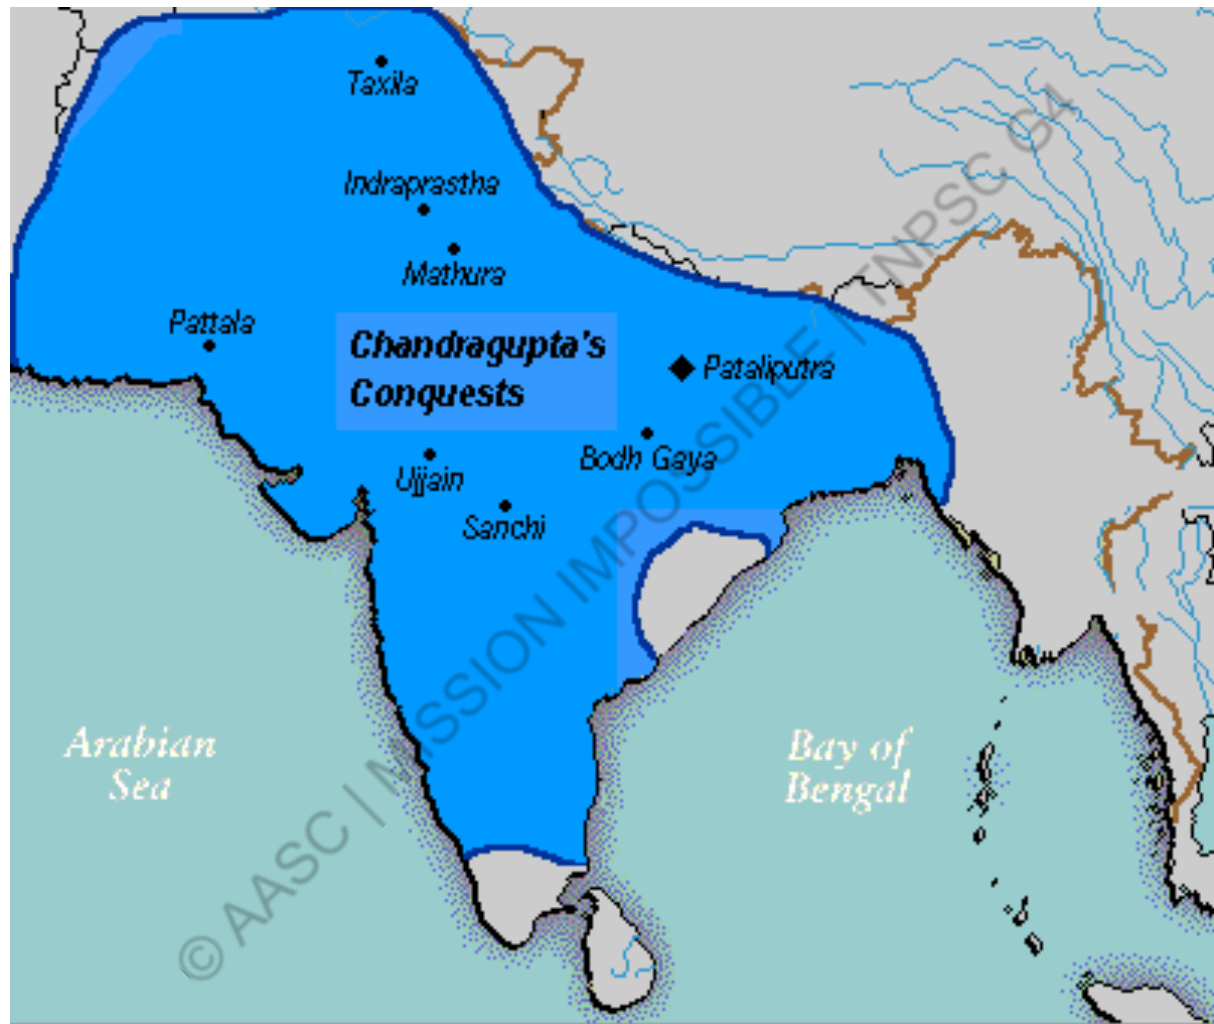 Taxila
Indraprastha
Mathura
Pattala
Chandragupta's
Conquests
Pataliputra
Bodh Gaya
Ujjain
Sanchi
Arabian
Sea
Bay of
Bengal
© AASC | MISSION IMPOSSIBLE | TNPSC G4